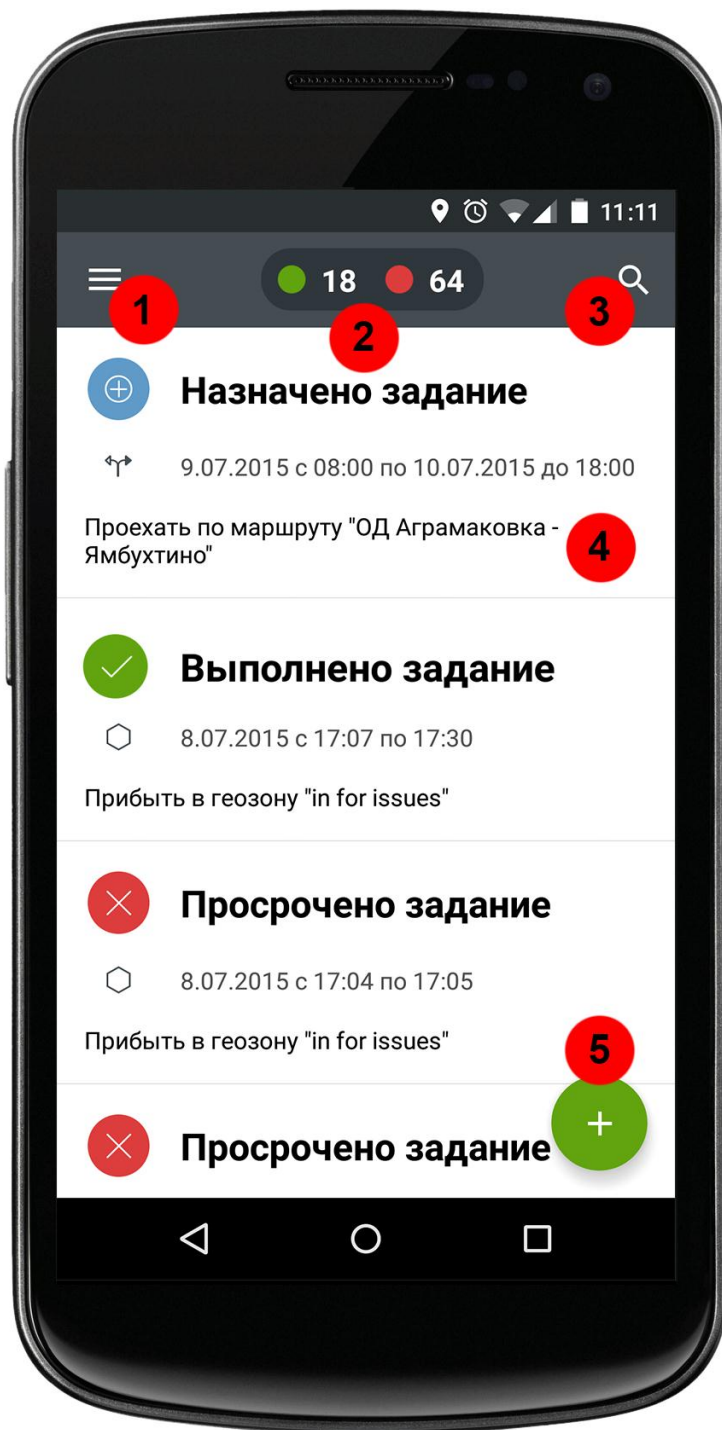 11:11
18 64
1
2
3
Назначено задание
9.07.2015 с 08:00 по 10.07.2015 до 18:00
Проехать по маршруту "ОД Аграмаковка -
Ямбухтино"
4
Выполнено задание
8.07.2015 с 17:07 по 17:30
Прибыть в геозону "in for issues"
Просрочено задание
8.07.2015 с 17:04 по 17:05
Прибыть в геозону "in for issues"
5
Просрочено задание